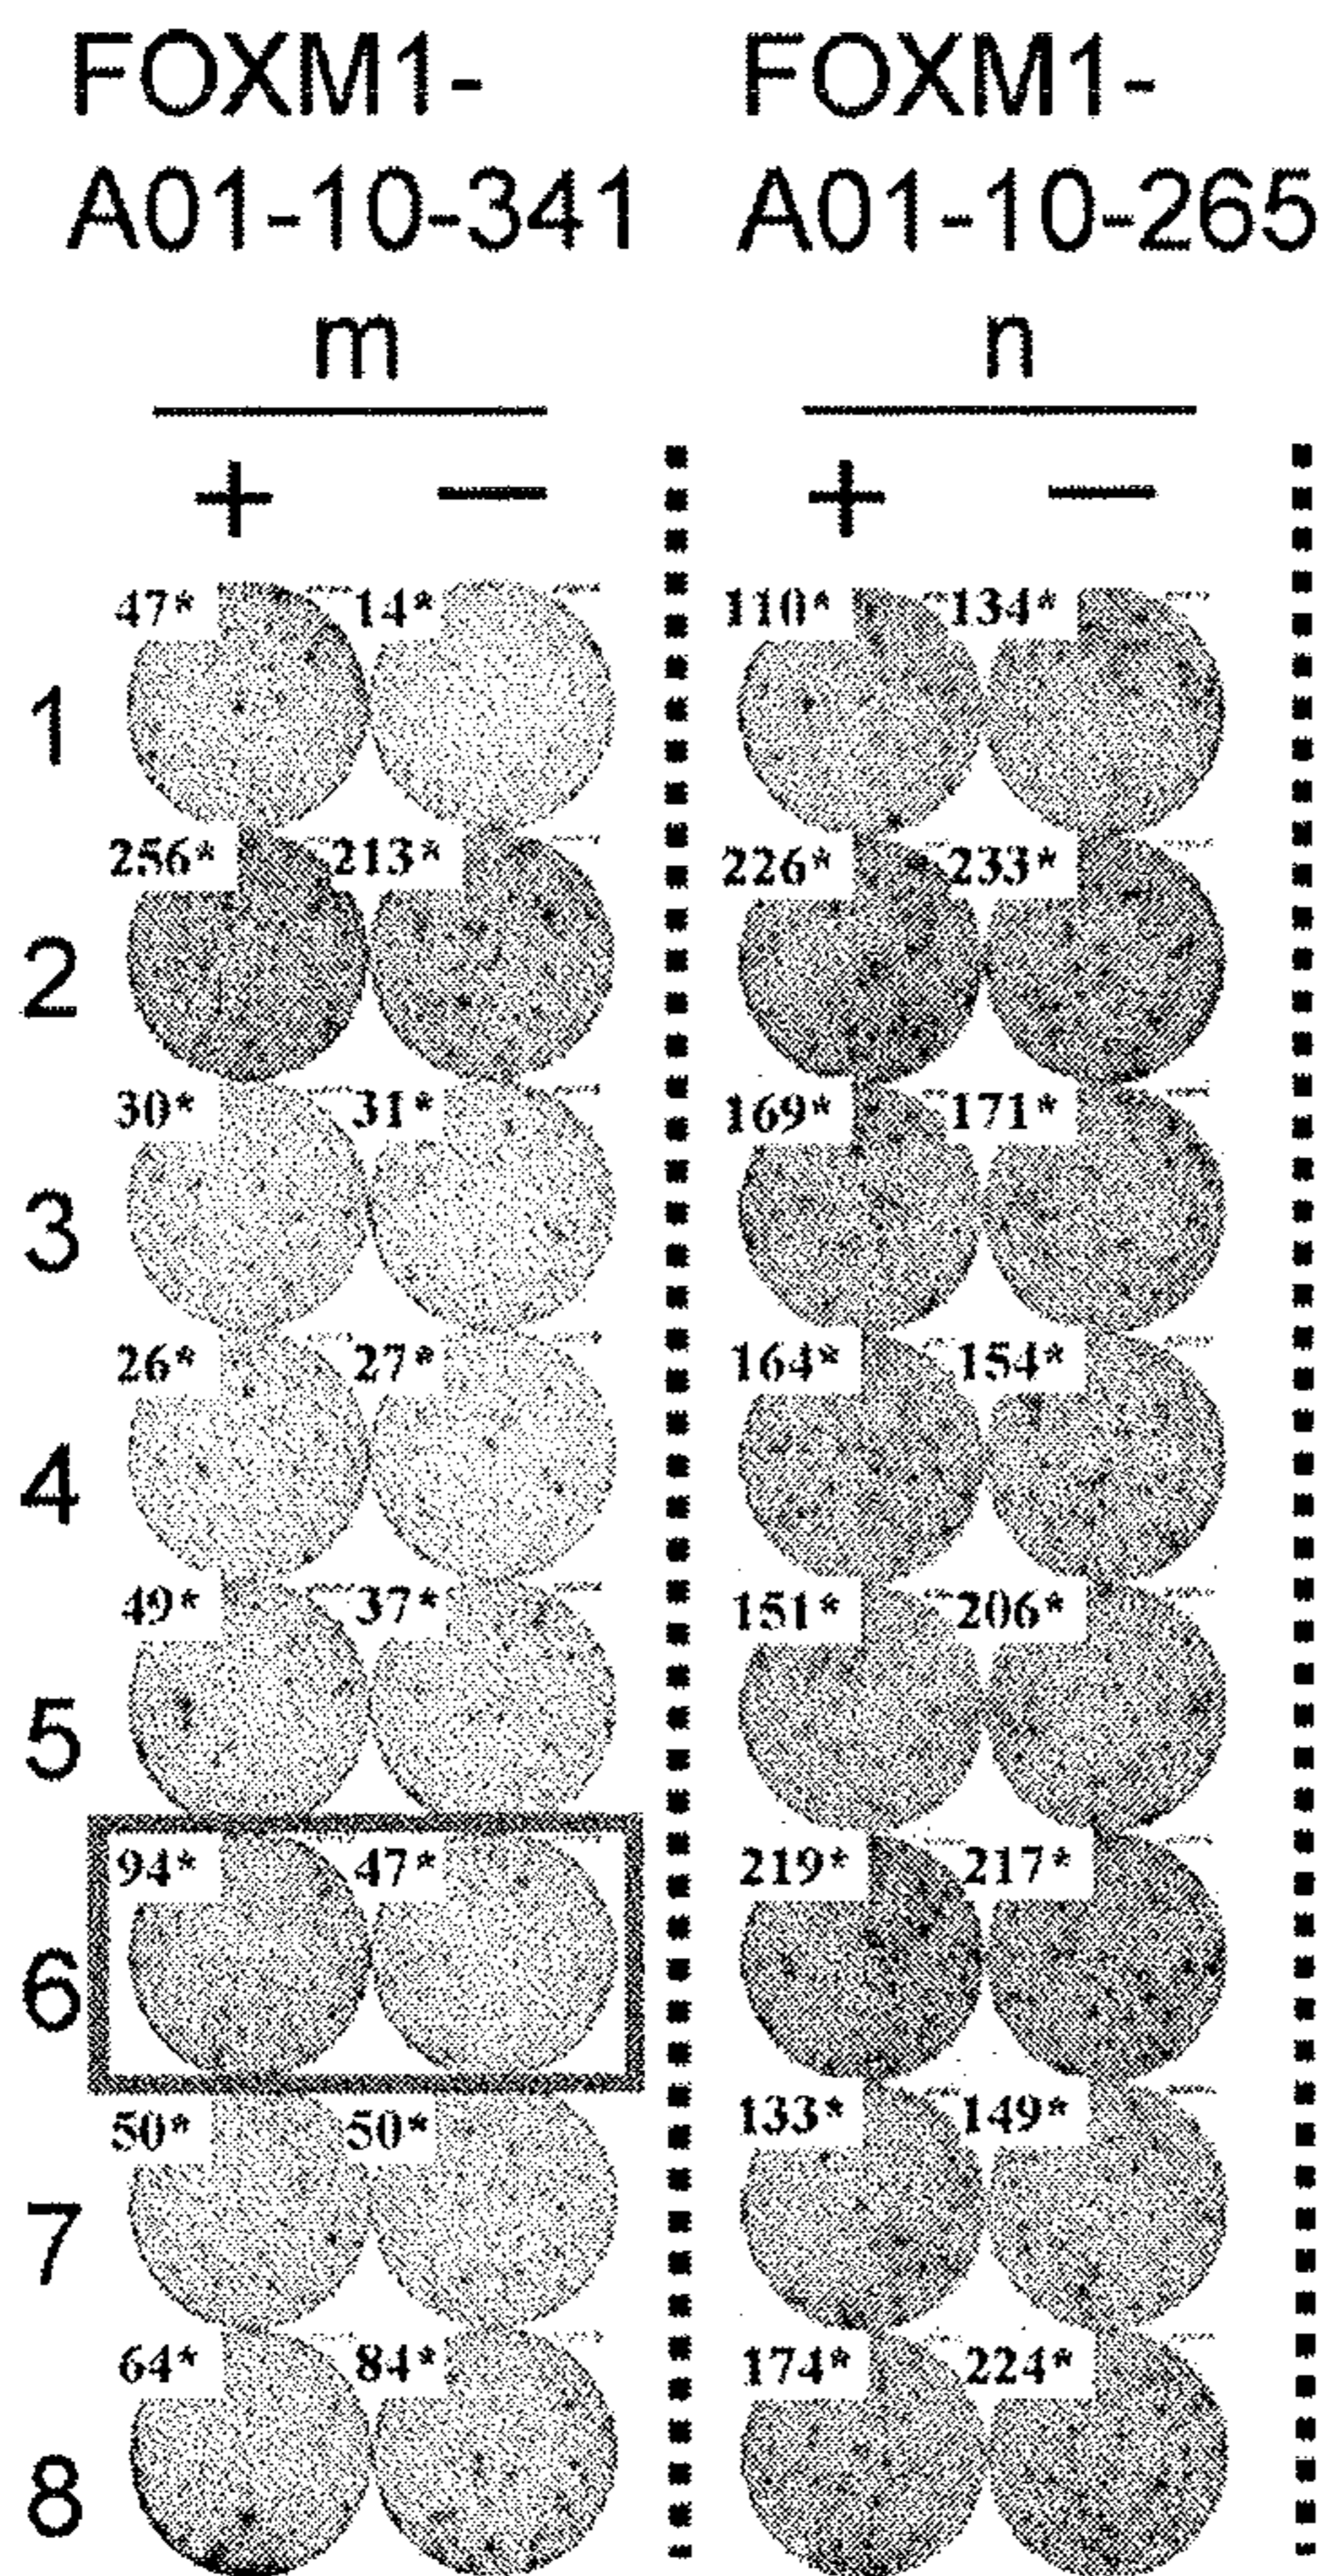 FOXM1- FOXM1-
A01-10-341 A01-10-265
m n
+ − + −
47* 14* 110* 134*
1
256* 213* 226* 233*
2
30* 31* 169* 171*
3
26* 27* 164* 154*
4
49* 37* 151* 206*
5
94* 47* 219* 217*
6
50* 50* 133* 149*
7
64* 84* 174* 224*
8